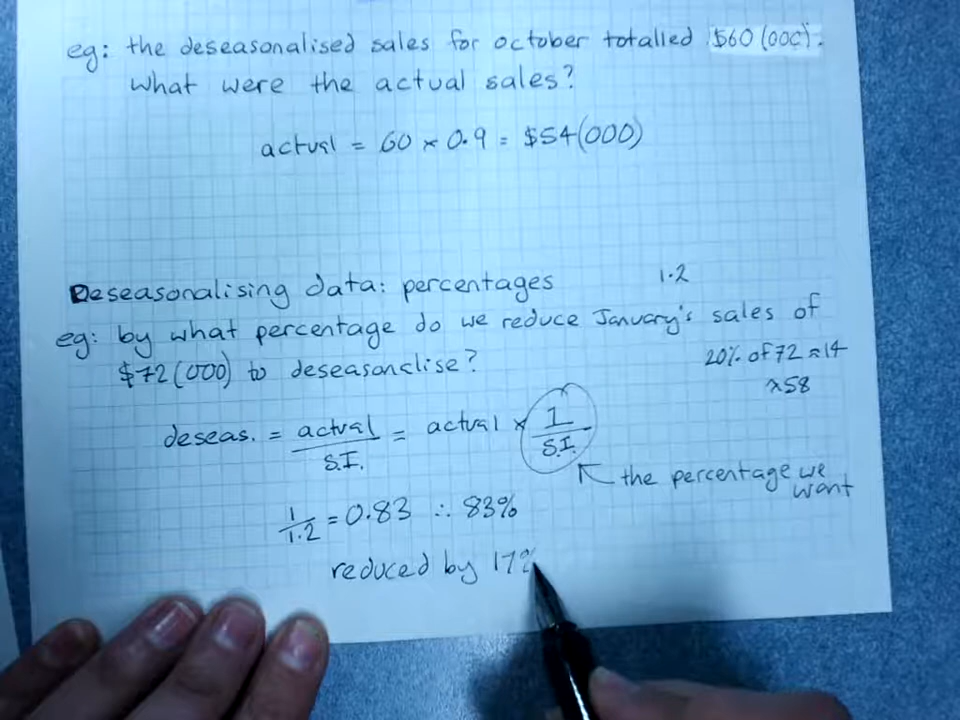 eg: the deseasonalised sales for october totalled $60(000).
What were the actual sales?
actual = 60 × 0.9 = $54(000)
Deseasonalising data: percentages 1.2
eg: by what percentage do we reduce January's sales of
$72(000) to deseasonalise?
20% of 72 ≈ 14
≈58
deseas. = actual/S.I. = actual × 1/S.I.
the percentage we
want
1/1.2 = 0.83 ∴ 83%
reduced by 17%